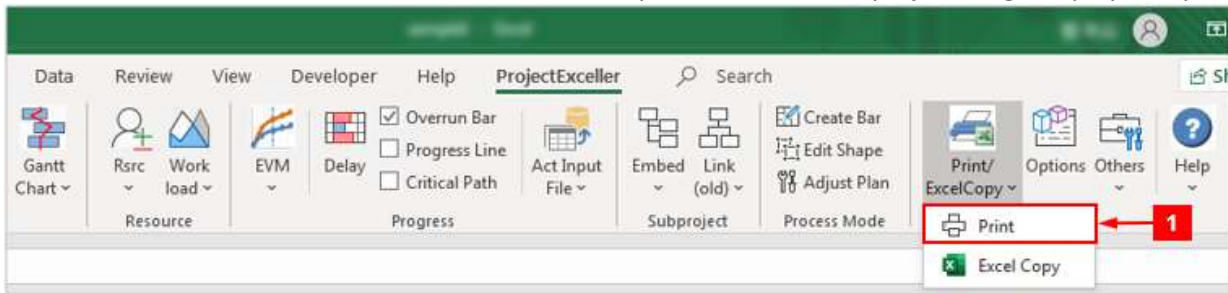 Data Review View Developer Help ProjectExceller Search
Overrun Bar
Progress Line
Critical Path
Create Bar
Edit Shape
Adjust Plan
Gantt
Chart
Rsrc
Work
load
EVM
Delay
Act Input
File
Embed
Link
(old)
Print/
ExcelCopy
Options
Others
Help
Resource
Progress
Subproject
Process Mode
Print
1
Excel Copy